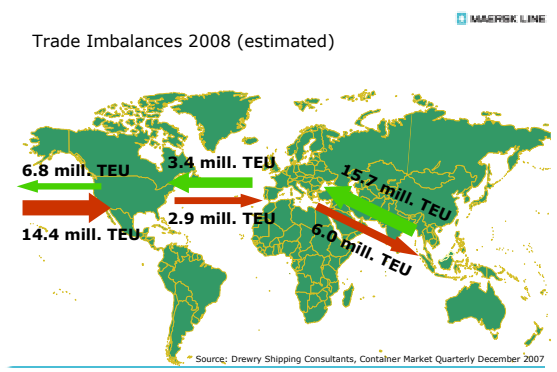 MAERSK LINE
Trade Imbalances 2008 (estimated)
6.8 mill. TEU
3.4 mill. TEU
15.7 mill. TEU
14.4 mill. TEU
2.9 mill. TEU
6.0 mill. TEU
Source: Drewry Shipping Consultants, Container Market Quarterly December 2007